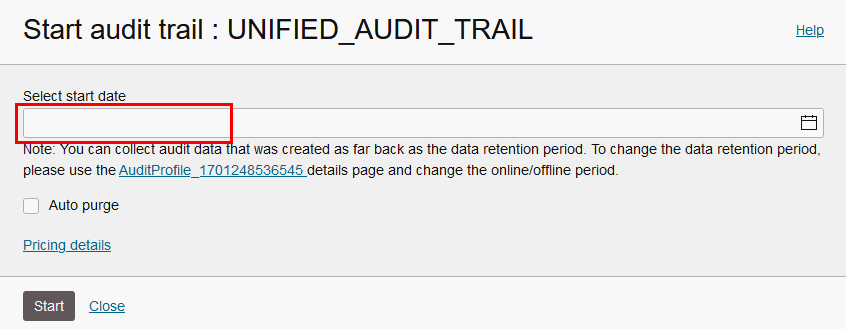 Start audit trail : UNIFIED_AUDIT_TRAIL
Help
Select start date
Note: You can collect audit data that was created as far back as the data retention period. To change the data retention period,
please use the AuditProfile_1701248536545 details page and change the online/offline period.
Auto purge
Pricing details
Start Close